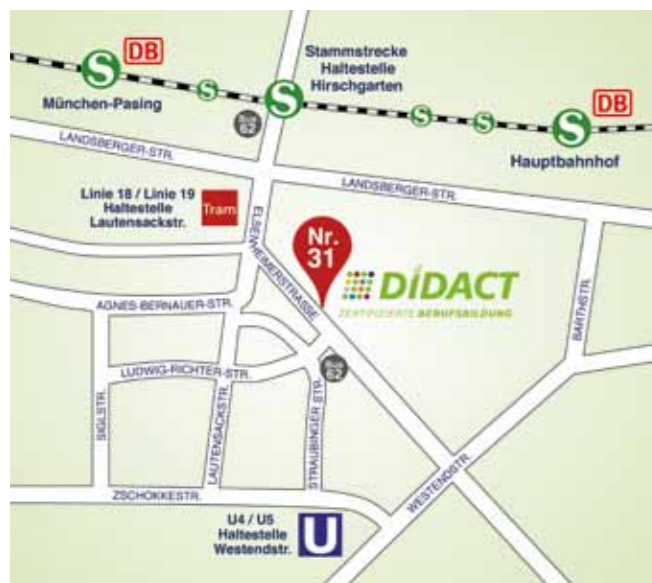 DB
S
München-Pasing
S
Stammstrecke
Haltestelle
Hirschgarten
S
S
S
DB
S
Hauptbahnhof
Bus
62
LANDSBERGER-STR.
LANDSBERGER-STR.
Linie 18 / Linie 19
Haltestelle
Lautensackstr.
Tram
ELSENHEIMERSTRASSE
Nr.
31
DIDACT
ZERTIFIZIERTE BERUFSBILDUNG
BARTHSTR.
AGNES-BERNAUER-STR.
Bus
62
LUDWIG-RICHTER-STR.
SIGLSTR.
LAUTENSACKSTR.
STRAUBINGER STR.
WESTENDSTR.
ZSCHOKKESTR.
U4 / U5
Haltestelle
Westendstr.
U